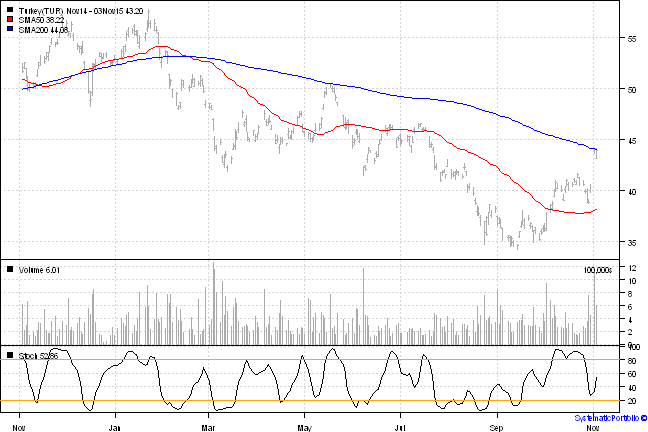 Turkey(TUR) Nov14 - 03Nov15 43.20
SMA50 38.22
SMA200 44.08
55
50
45
40
35
Volume 6.01
100,000s
12
10
8
6
4
2
0
Stoch 52.86
100
80
60
40
20
Nov Jan Mar May Jul Sep Nov
SystematicPortfolio ©